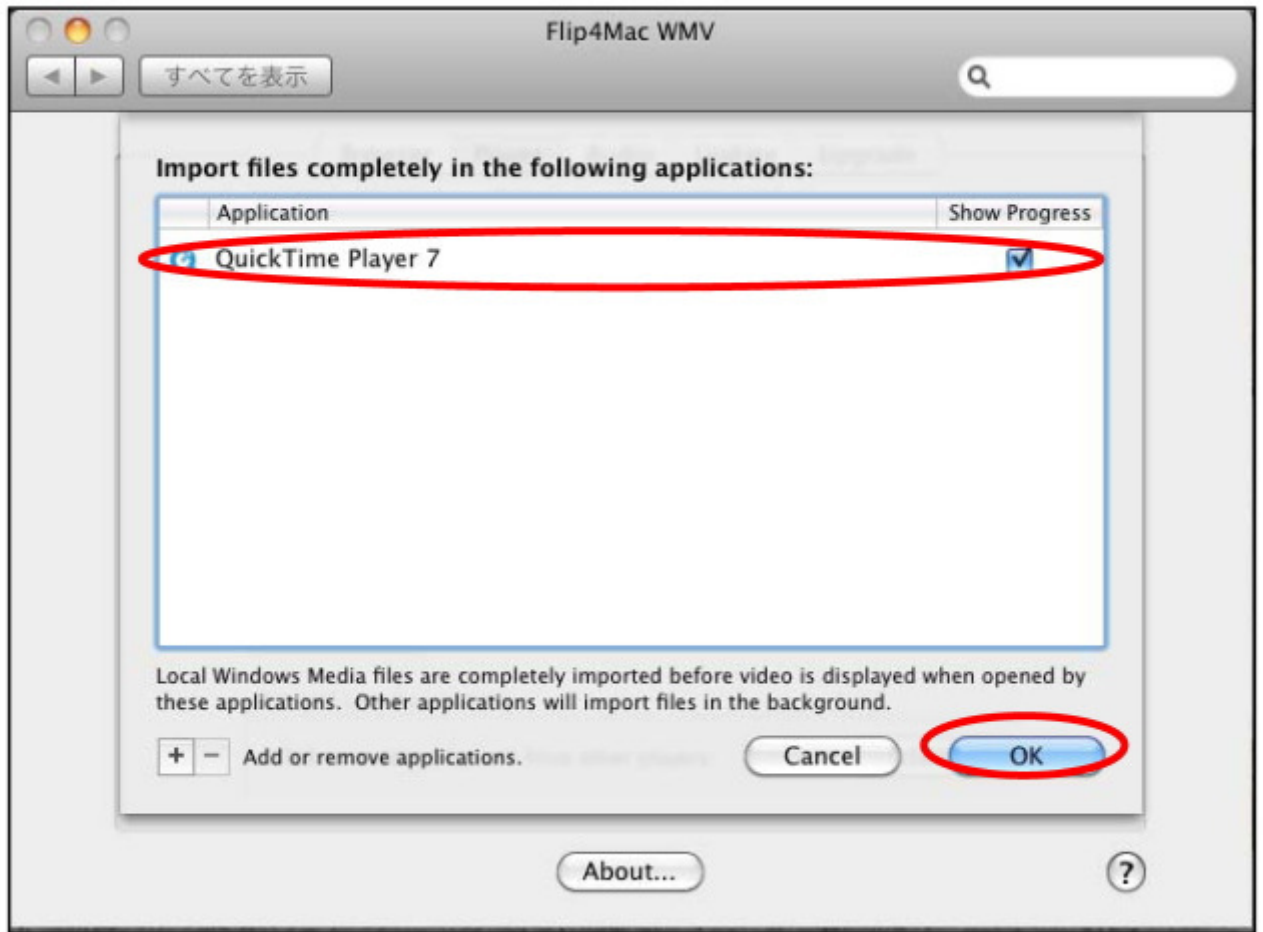 Flip4Mac WMV
すべてを表示
Import files completely in the following applications:
Application Show Progress
QuickTime Player 7
Local Windows Media files are completely imported before video is displayed when opened by
these applications. Other applications will import files in the background.
+ − Add or remove applications. Cancel OK
About... ?